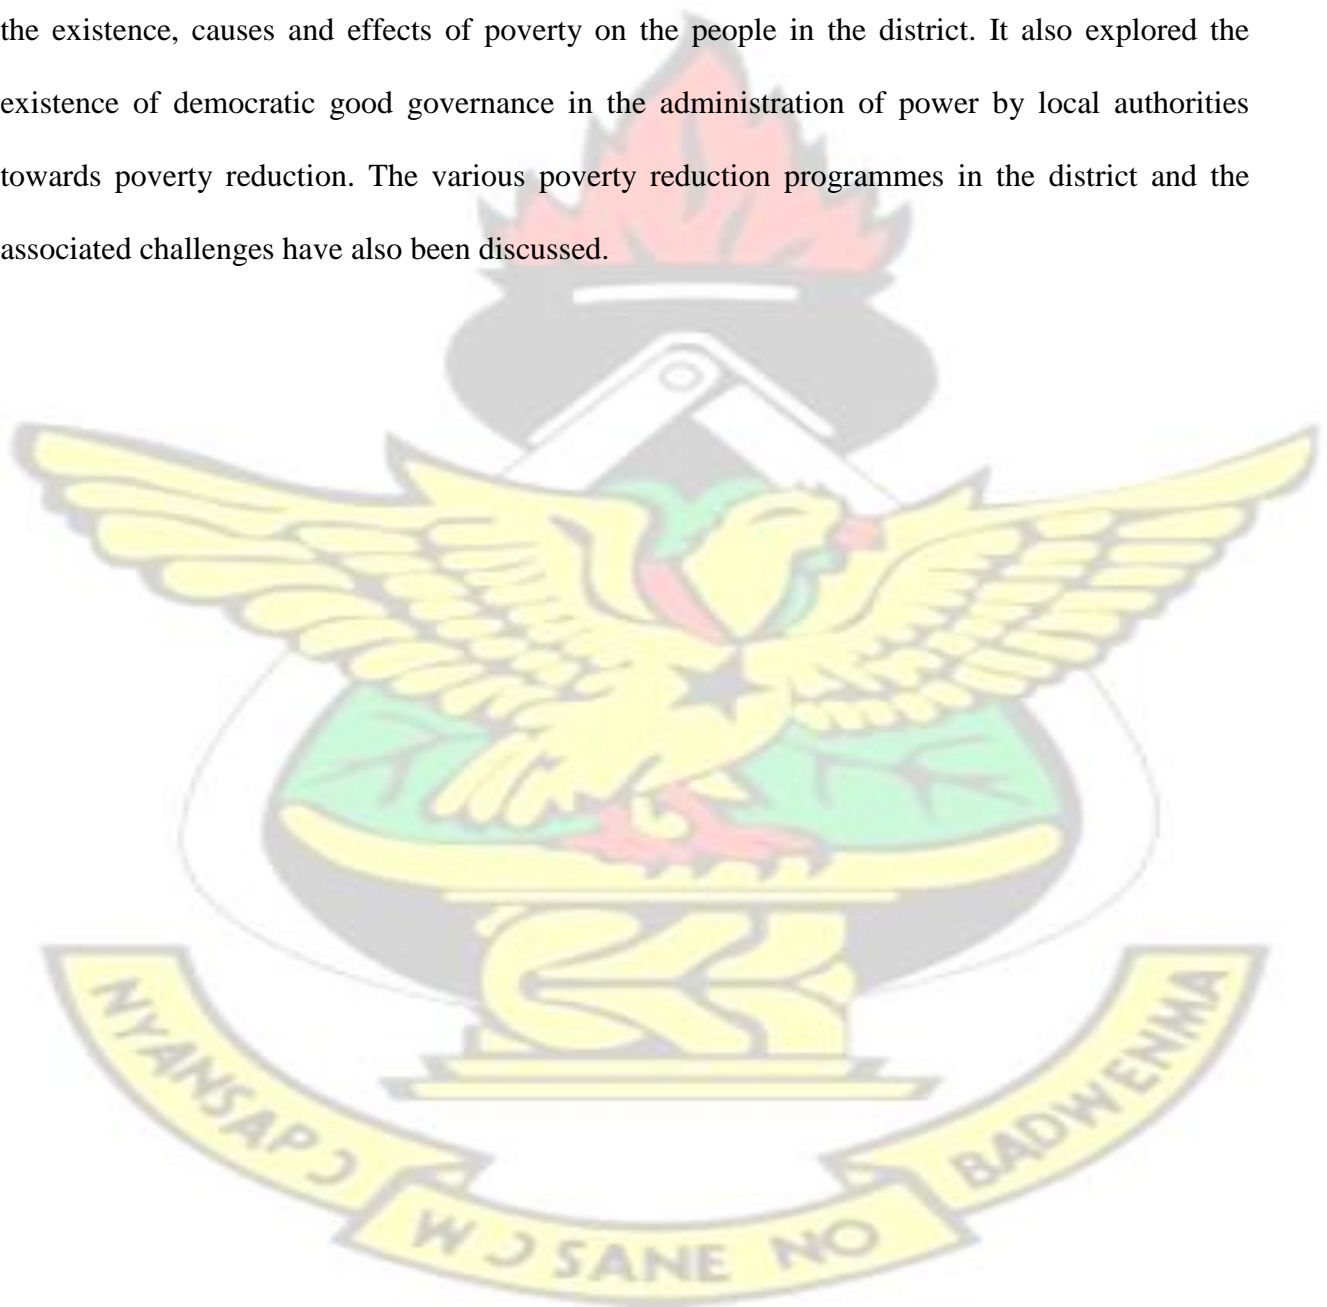 the existence, causes and effects of poverty on the people in the district. It also explored the
existence of democratic good governance in the administration of power by local authorities
towards poverty reduction. The various poverty reduction programmes in the district and the
associated challenges have also been discussed.
NYANSAPƆ
WƆSANE NO
BADWENMA